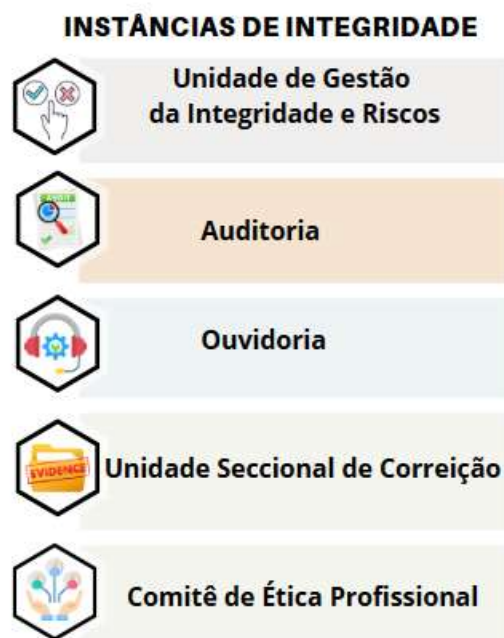 INSTÂNCIAS DE INTEGRIDADE
Unidade de Gestão
da Integridade e Riscos
AUDIT
Auditoria
Ouvidoria
EVIDENCE
Unidade Seccional de Correição
Comitê de Ética Profissional